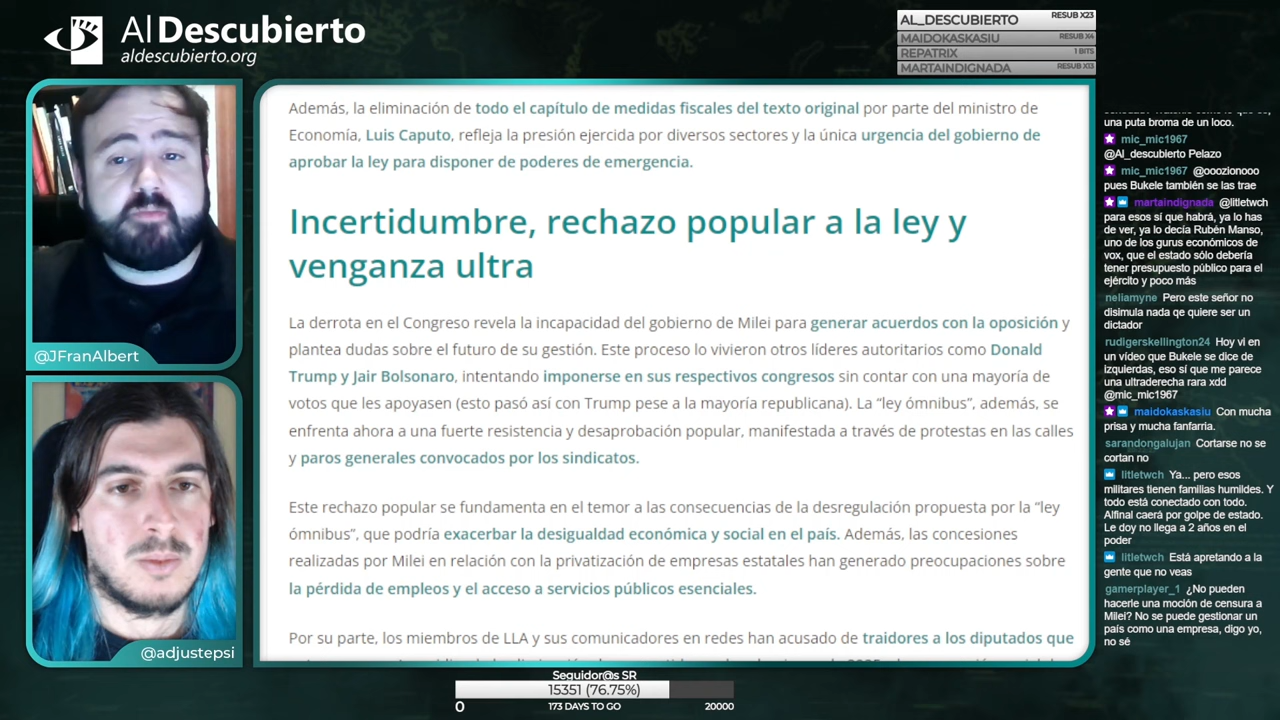 Al Descubierto
aldescubierto.org
AL_DESCUBIERTO RESUB X23
MAIDOKASKASIU RESUB X4
REPATRIX 1 BITS
MARTAINDIGNADA RESUB X13
@JFranAlbert
@adjustepsi
Además, la eliminación de todo el capítulo de medidas fiscales del texto original por parte del ministro de
Economía, Luis Caputo, refleja la presión ejercida por diversos sectores y la única urgencia del gobierno de
aprobar la ley para disponer de poderes de emergencia.
Incertidumbre, rechazo popular a la ley y
venganza ultra
La derrota en el Congreso revela la incapacidad del gobierno de Milei para generar acuerdos con la oposición y
plantea dudas sobre el futuro de su gestión. Este proceso lo vivieron otros líderes autoritarios como Donald
Trump y Jair Bolsonaro, intentando imponerse en sus respectivos congresos sin contar con una mayoría de
votos que les apoyasen (esto pasó así con Trump pese a la mayoría republicana). La “ley ómnibus”, además, se
enfrenta ahora a una fuerte resistencia y desaprobación popular, manifestada a través de protestas en las calles
y paros generales convocados por los sindicatos.
Este rechazo popular se fundamenta en el temor a las consecuencias de la desregulación propuesta por la “ley
ómnibus”, que podría exacerbar la desigualdad económica y social en el país. Además, las concesiones
realizadas por Milei en relación con la privatización de empresas estatales han generado preocupaciones sobre
la pérdida de empleos y el acceso a servicios públicos esenciales.
Por su parte, los miembros de LLA y sus comunicadores en redes han acusado de traidores a los diputados que
una puta broma de un loco.
mic_mic1967
@Al_descubierto Pelazo
mic_mic1967 @ooozionooo
pues Bukele también se las trae
martaindignada @litletwch
para esos sí que habrá, ya lo has
de ver, ya lo decía Rubén Manso,
uno de los gurus económicos de
vox, que el estado sólo debería
tener presupuesto público para el
ejército y poco más
neliamyne Pero este señor no
disimula nada qe quiere ser un
dictador
rudigerskellington24 Hoy vi en
un vídeo que Bukele se dice de
izquierdas, eso sí que me parece
una ultraderecha rara xdd
@mic_mic1967
maidokaskasiu Con mucha
prisa y mucha fanfarria.
sarandongalujan Cortarse no se
cortan no
litletwch Ya... pero esos
militares tienen familias humildes. Y
todo está conectado con todo.
Alfinal caerá por golpe de estado.
Le doy no llega a 2 años en el
poder
litletwch Está apretando a la
gente que no veas
gamerplayer_1 ¿No pueden
hacerle una moción de censura a
Milei? No se puede gestionar un
país como una empresa, digo yo,
no sé
Seguidor@s SR
15351 (76.75%)
0 173 DAYS TO GO 20000